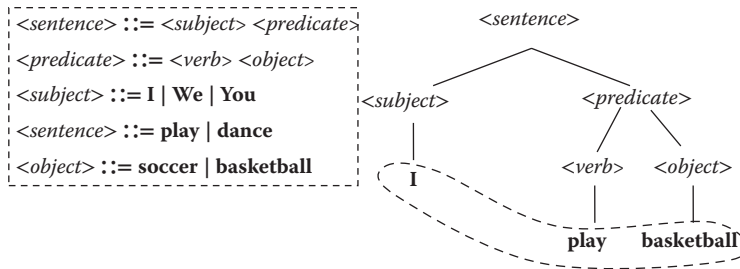 <sentence> ::= <subject> <predicate>
<predicate> ::= <verb> <object>
<subject> ::= I | We | You
<sentence> ::= play | dance
<object> ::= soccer | basketball
<sentence>
<subject> <predicate>
<verb> <object>
I
play basketball